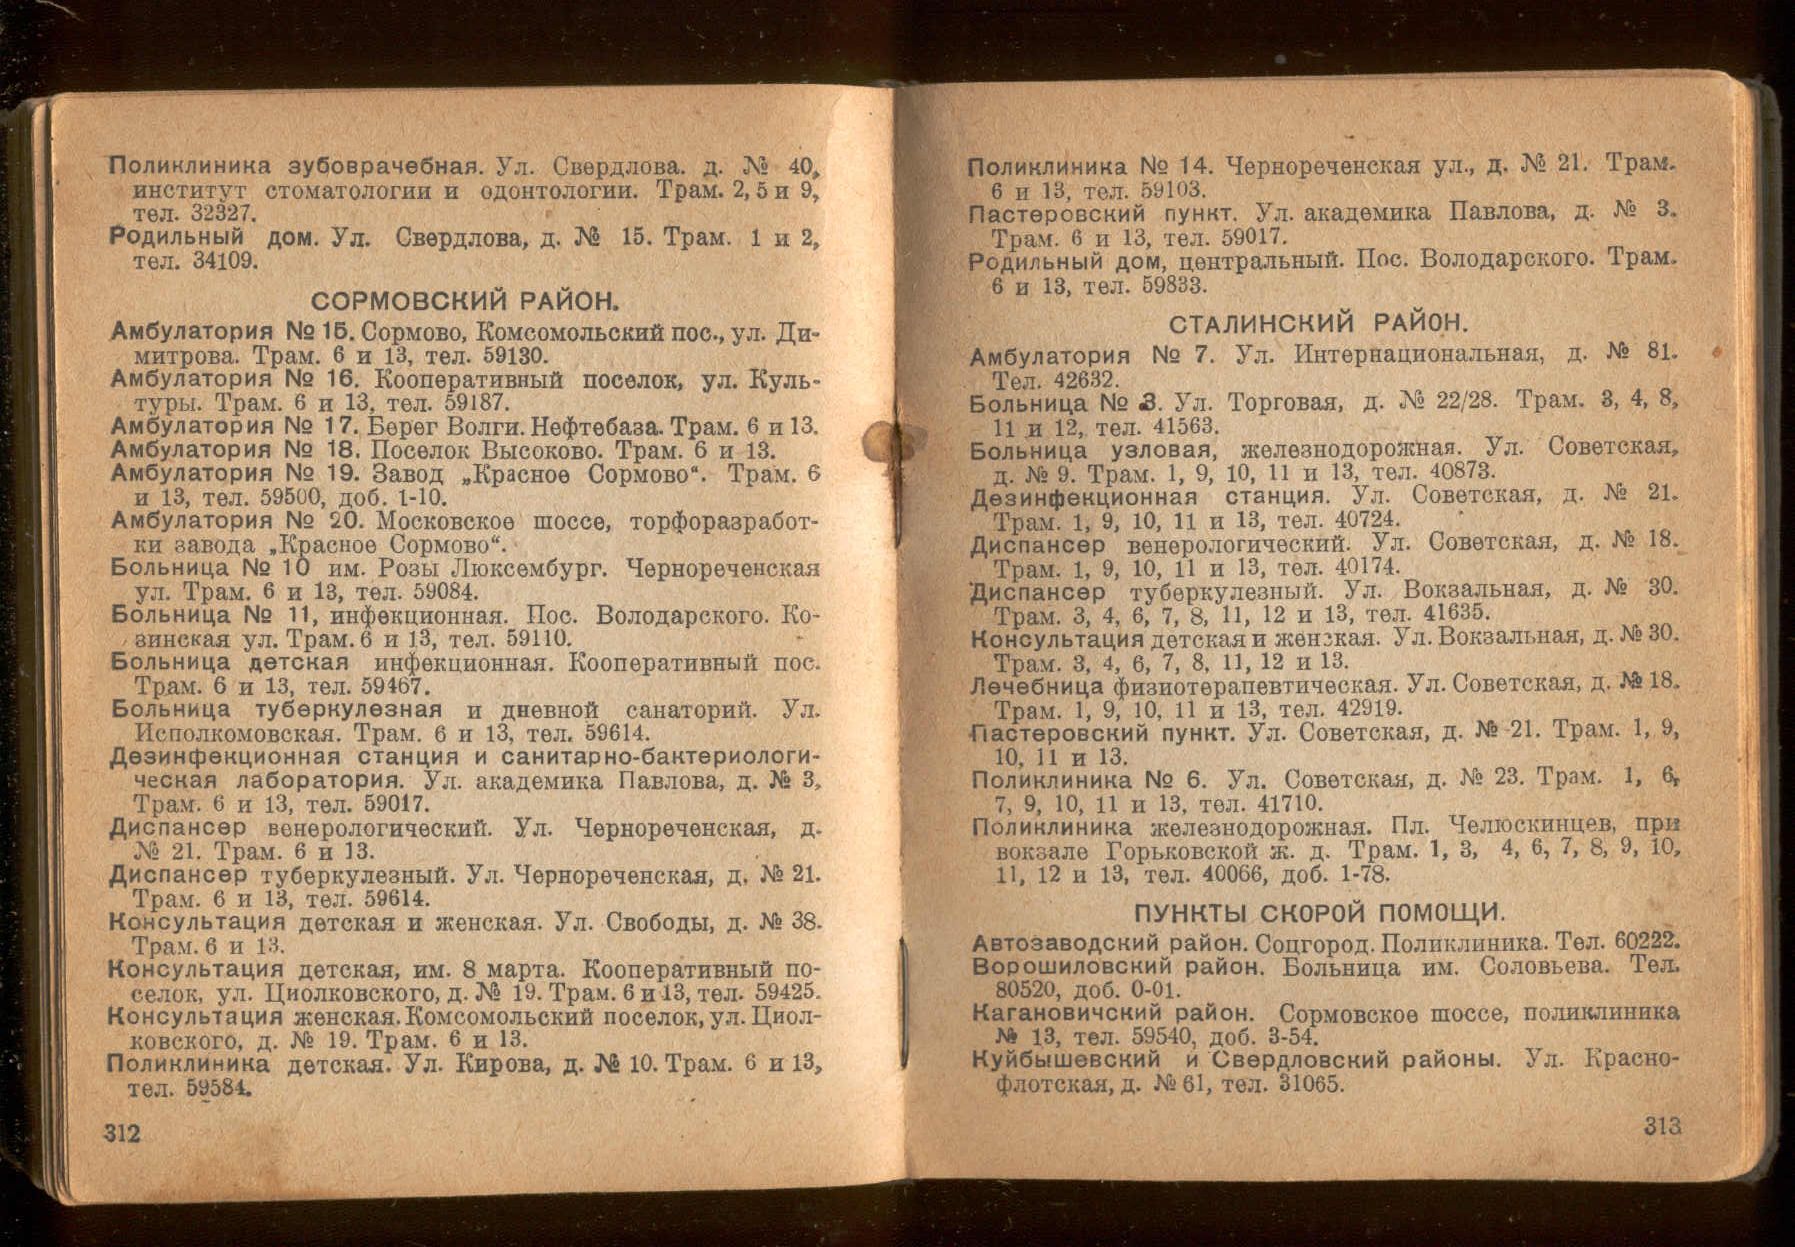 Поликлиника зубоврачебная. Ул. Свердлова. д. № 40,
институт стоматологии и одонтологии. Трам. 2, 5 и 9,
тел. 32327.
Родильный дом. Ул. Свердлова, д. № 15. Трам. 1 и 2,
тел. 34109.
СОРМОВСКИЙ РАЙОН.
Амбулатория № 15. Сормово, Комсомольский пос., ул. Ди-
митрова. Трам. 6 и 13, тел. 59130.
Амбулатория № 16. Кооперативный поселок, ул. Куль-
туры. Трам. 6 и 13, тел. 59187.
Амбулатория № 17. Берег Волги. Нефтебаза. Трам. 6 и 13.
Амбулатория № 18. Поселок Высоково. Трам. 6 и 13.
Амбулатория № 19. Завод „Красное Сормово“. Трам. 6
и 13, тел. 59500, доб. 1-10.
Амбулатория № 20. Московское шоссе, торфоразработ-
ки завода „Красное Сормово“.
Больница № 10 им. Розы Люксембург. Чернореченская
ул. Трам. 6 и 13, тел. 59084.
Больница № 11, инфекционная. Пос. Володарского. Ко-
зинская ул. Трам. 6 и 13, тел. 59110.
Больница детская инфекционная. Кооперативный пос.
Трам. 6 и 13, тел. 59467.
Больница туберкулезная и дневной санаторий. Ул.
Исполкомовская. Трам. 6 и 13, тел. 59614.
Дезинфекционная станция и санитарно-бактериологи-
ческая лаборатория. Ул. академика Павлова, д. № 3,
Трам. 6 и 13, тел. 59017.
Диспансер венерологический. Ул. Чернореченская, д.
№ 21. Трам. 6 и 13.
Диспансер туберкулезный. Ул. Чернореченская, д. № 21.
Трам. 6 и 13, тел. 59614.
Консультация детская и женская. Ул. Свободы, д. № 38.
Трам. 6 и 13.
Консультация детская, им. 8 марта. Кооперативный по-
селок, ул. Циолковского, д. № 19. Трам. 6 и 13, тел. 59425.
Консультация женская. Комсомольский поселок, ул. Циол-
ковского, д. № 19. Трам. 6 и 13.
Поликлиника детская. Ул. Кирова, д. № 10. Трам. 6 и 13,
тел. 59584.
312
Поликлиника № 14. Чернореченская ул., д. № 21. Трам.
6 и 13, тел. 59103.
Пастеровский пункт. Ул. академика Павлова, д. № 3.
Трам. 6 и 13, тел. 59017.
Родильный дом, центральный. Пос. Володарского. Трам.
6 и 13, тел. 59833.
СТАЛИНСКИЙ РАЙОН.
Амбулатория № 7. Ул. Интернациональная, д. № 81.
Тел. 42632.
Больница № 3. Ул. Торговая, д. № 22/28. Трам. 3, 4, 8,
11 и 12, тел. 41563.
Больница узловая, железнодорожная. Ул. Советская,
д. № 9. Трам. 1, 9, 10, 11 и 13, тел. 40873.
Дезинфекционная станция. Ул. Советская, д. № 21.
Трам. 1, 9, 10, 11 и 13, тел. 40724.
Диспансер венерологический. Ул. Советская, д. № 18.
Трам. 1, 9, 10, 11 и 13, тел. 40174.
Диспансер туберкулезный. Ул. Вокзальная, д. № 30.
Трам. 3, 4, 6, 7, 8, 11, 12 и 13, тел. 41635.
Консультация детская и женская. Ул. Вокзальная, д. № 30.
Трам. 3, 4, 6, 7, 8, 11, 12 и 13.
Лечебница физиотерапевтическая. Ул. Советская, д. № 18.
Трам. 1, 9, 10, 11 и 13, тел. 42919.
Пастеровский пункт. Ул. Советская, д. № 21. Трам. 1, 9,
10, 11 и 13.
Поликлиника № 6. Ул. Советская, д. № 23. Трам. 1, 6,
7, 9, 10, 11 и 13, тел. 41710.
Поликлиника железнодорожная. Пл. Челюскинцев, при
вокзале Горьковской ж. д. Трам. 1, 3, 4, 6, 7, 8, 9, 10,
11, 12 и 13, тел. 40066, доб. 1-78.
ПУНКТЫ СКОРОЙ ПОМОЩИ.
Автозаводский район. Соцгород. Поликлиника. Тел. 60222.
Ворошиловский район. Больница им. Соловьева. Тел.
80520, доб. 0-01.
Кагановичский район. Сормовское шоссе, поликлиника
№ 13, тел. 59540, доб. 3-54.
Куйбышевский и Свердловский районы. Ул. Красно-
флотская, д. № 61, тел. 31065.
313